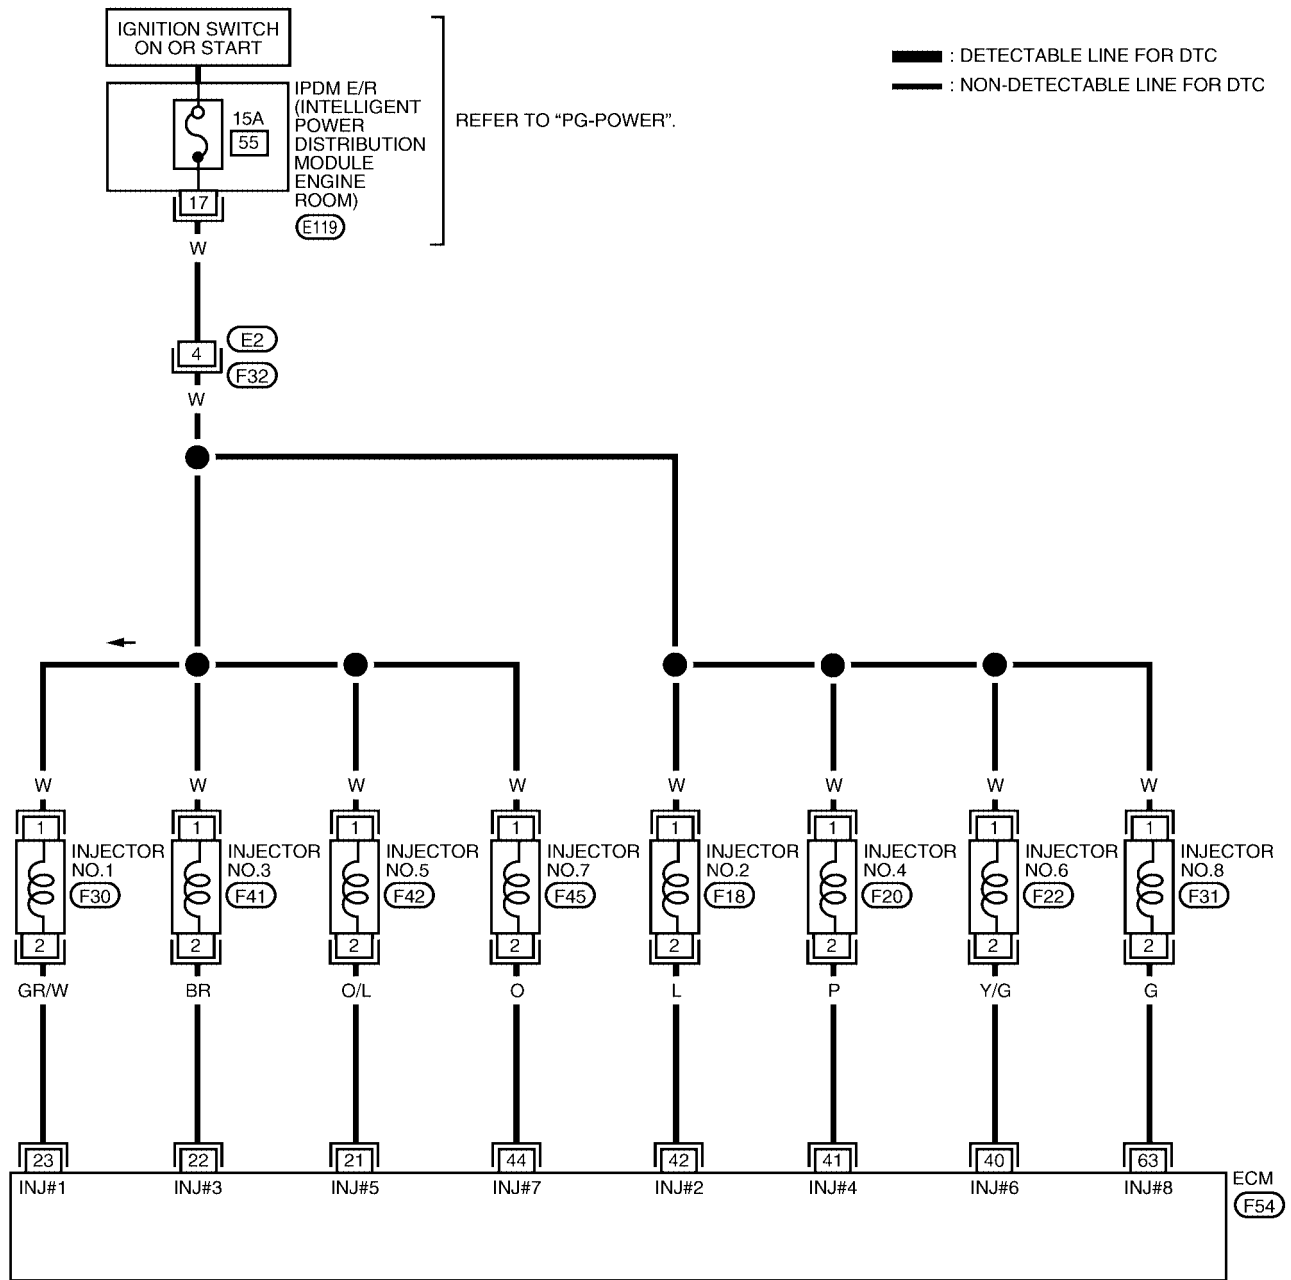 IGNITION SWITCH
ON OR START
IPDM E/R
(INTELLIGENT
POWER
DISTRIBUTION
MODULE
ENGINE
ROOM)
E119
15A
55
17
W
REFER TO “PG-POWER”.
: DETECTABLE LINE FOR DTC
: NON-DETECTABLE LINE FOR DTC
4
E2
F32
W
W W W W W W W W
1 1 1 1 1 1 1 1
INJECTOR
NO.1
F30
INJECTOR
NO.3
F41
INJECTOR
NO.5
F42
INJECTOR
NO.7
F45
INJECTOR
NO.2
F18
INJECTOR
NO.4
F20
INJECTOR
NO.6
F22
INJECTOR
NO.8
F31
2 2 2 2 2 2 2 2
GR/W BR O/L O L P Y/G G
23 22 21 44 42 41 40 63
INJ#1 INJ#3 INJ#5 INJ#7 INJ#2 INJ#4 INJ#6 INJ#8
ECM
F54